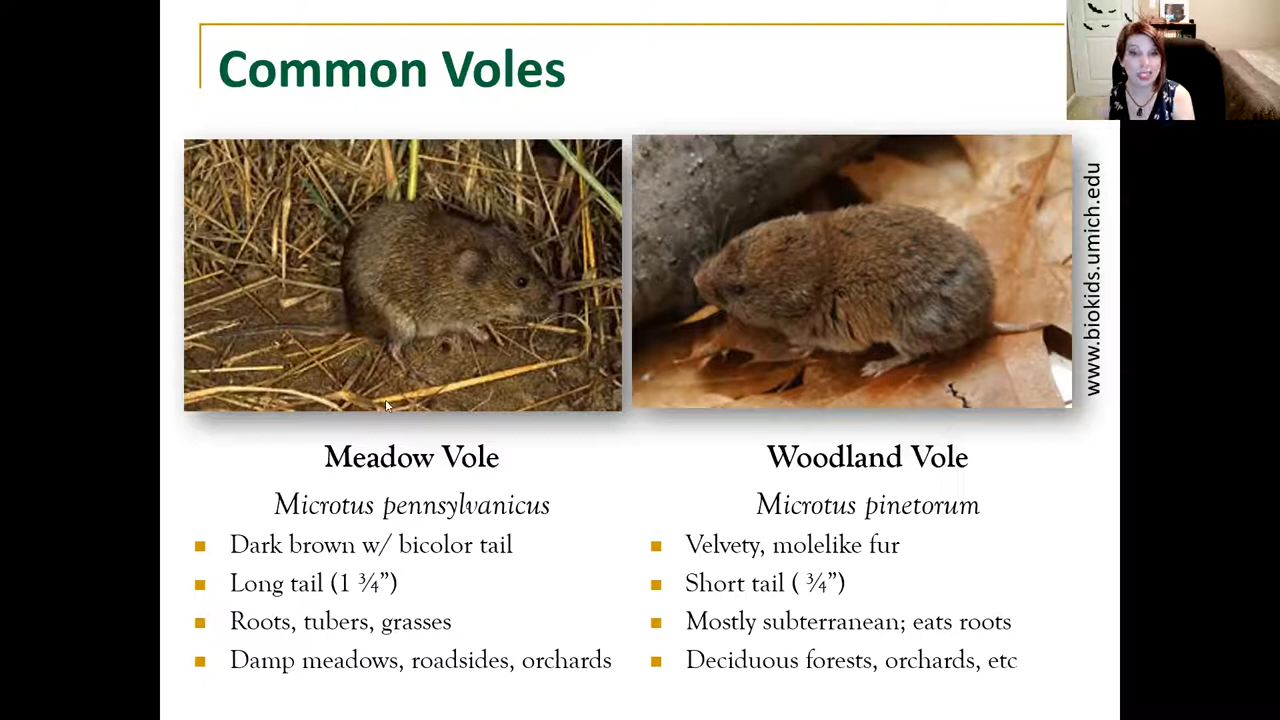 Common Voles
www.biokids.umich.edu
Meadow Vole
Microtus pennsylvanicus
Dark brown w/ bicolor tail
Long tail (1 ¾”)
Roots, tubers, grasses
Damp meadows, roadsides, orchards
Woodland Vole
Microtus pinetorum
Velvety, molelike fur
Short tail ( ¾”)
Mostly subterranean; eats roots
Deciduous forests, orchards, etc